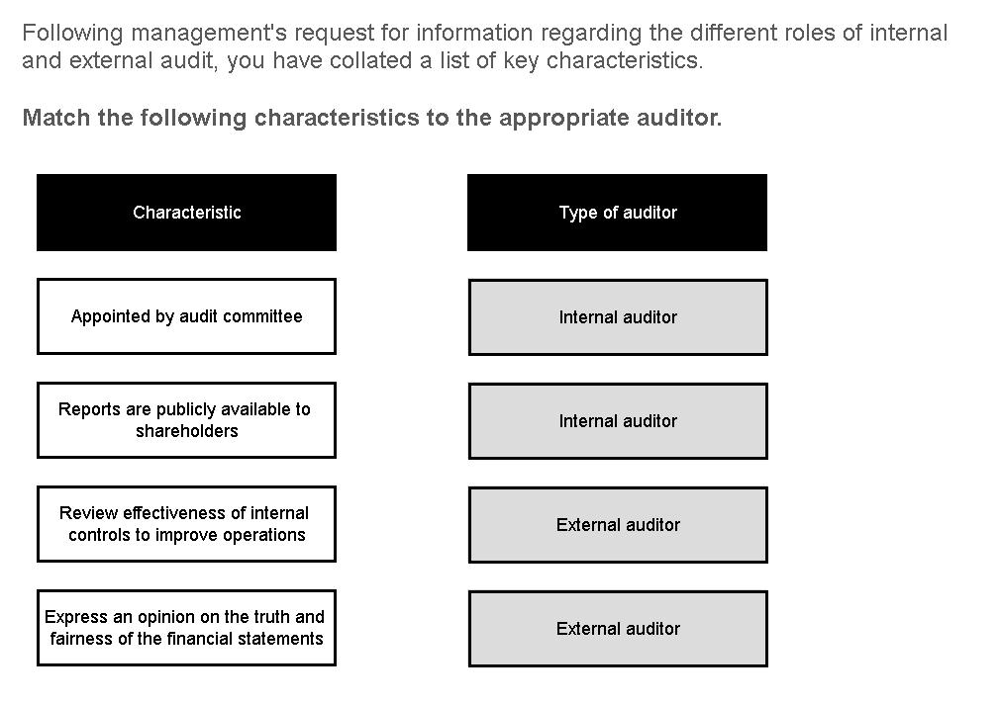 Following management's request for information regarding the different roles of internal
and external audit, you have collated a list of key characteristics.
Match the following characteristics to the appropriate auditor.
Characteristic
Type of auditor
Appointed by audit committee
Internal auditor
Reports are publicly available to
shareholders
Internal auditor
Review effectiveness of internal
controls to improve operations
External auditor
Express an opinion on the truth and
fairness of the financial statements
External auditor